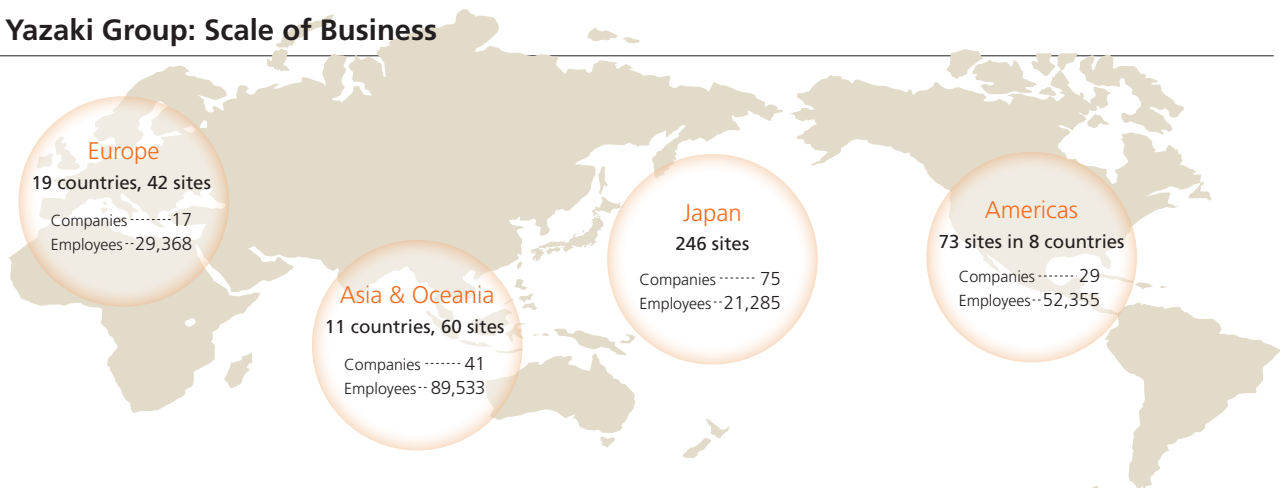 Yazaki Group: Scale of Business
Europe
19 countries, 42 sites
Companies--------17
Employees--29,368
Asia & Oceania
11 countries, 60 sites
Companies ------- 41
Employees-- 89,533
Japan
246 sites
Companies ------- 75
Employees--21,285
Americas
73 sites in 8 countries
Companies ------- 29
Employees--52,355